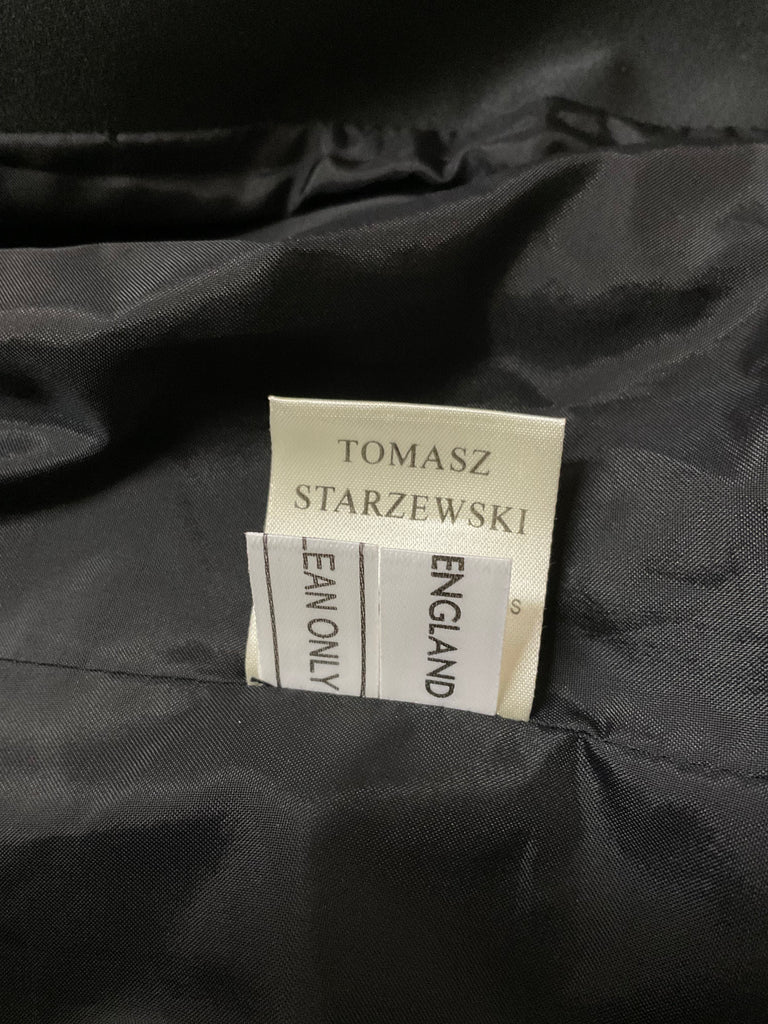 TOMASZ
STARZEWSKI
S
LEAN ONLY
ENGLAND